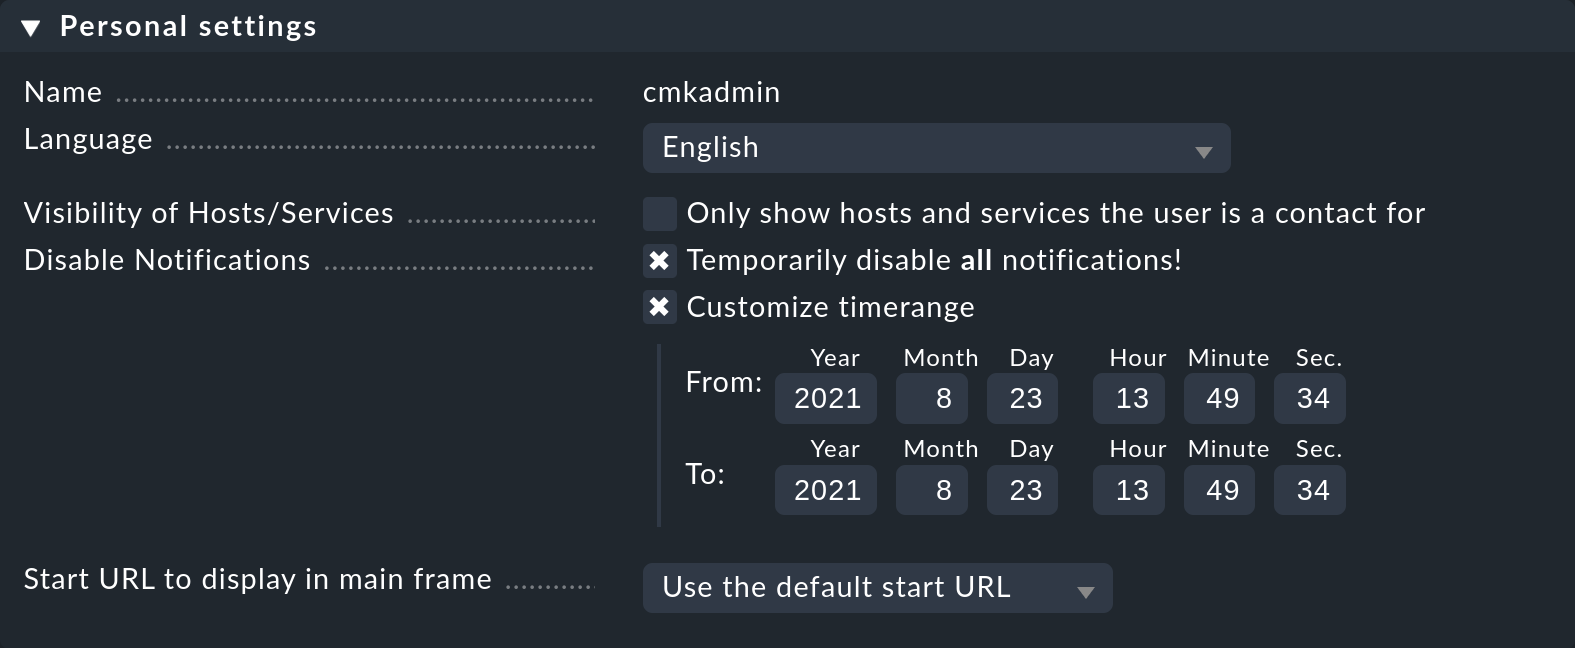 Personal settings
Name cmkadmin
Language English
Visibility of Hosts/Services Only show hosts and services the user is a contact for
Disable Notifications Temporarily disable all notifications!
Customize timerange
Year Month Day Hour Minute Sec.
From: 2021 8 23 13 49 34
Year Month Day Hour Minute Sec.
To: 2021 8 23 13 49 34
Start URL to display in main frame Use the default start URL